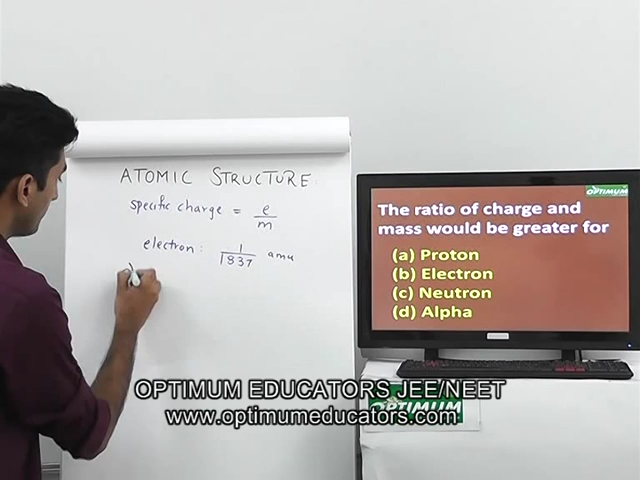 ATOMIC STRUCTURE:
specific charge = e/m
electron: 1/1837 amu
OPTIMUM
The ratio of charge and
mass would be greater for
(a) Proton
(b) Electron
(c) Neutron
(d) Alpha
OPTIMUM EDUCATORS JEE/NEET
OPTIMUM
www.optimumeducators.com